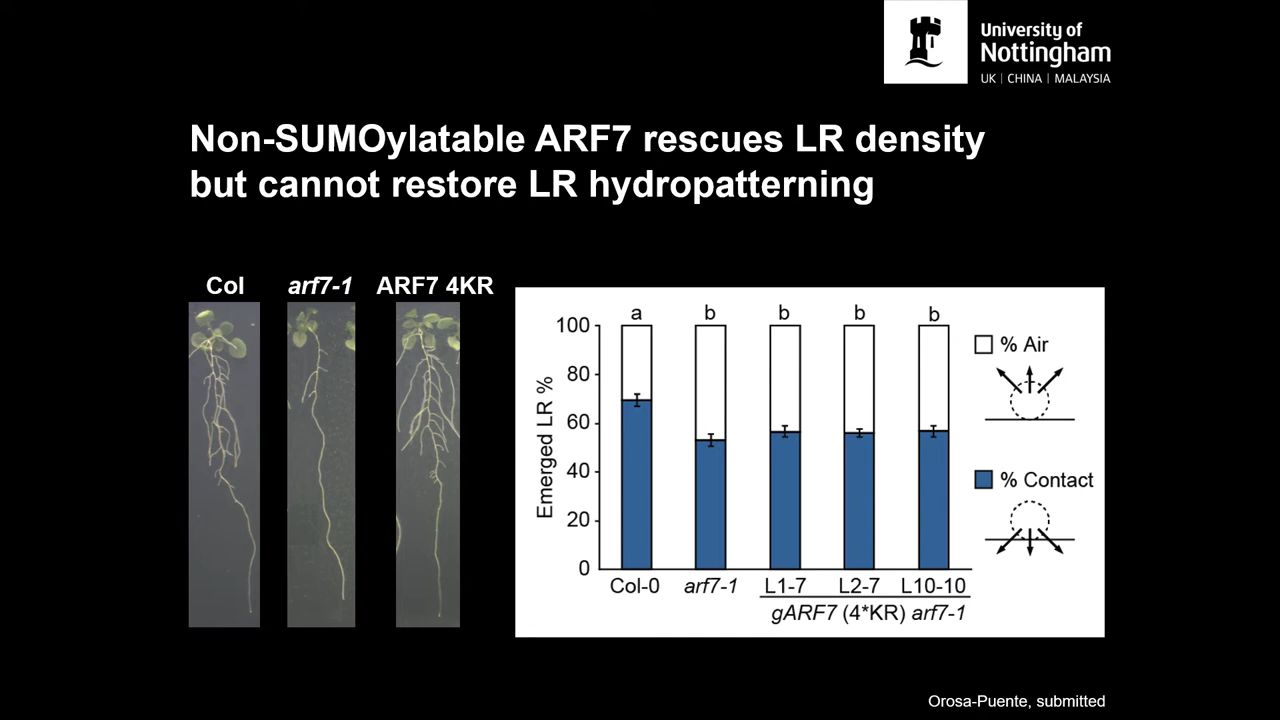 University of
Nottingham
UK | CHINA | MALAYSIA
Non-SUMOylatable ARF7 rescues LR density
but cannot restore LR hydropatterning
Col
arf7-1
ARF7 4KR
Emerged LR %
100
80
60
40
20
0
a
b
b
b
b
Col-0
arf7-1
L1-7
L2-7
L10-10
gARF7 (4*KR) arf7-1
% Air
% Contact
Orosa-Puente, submitted